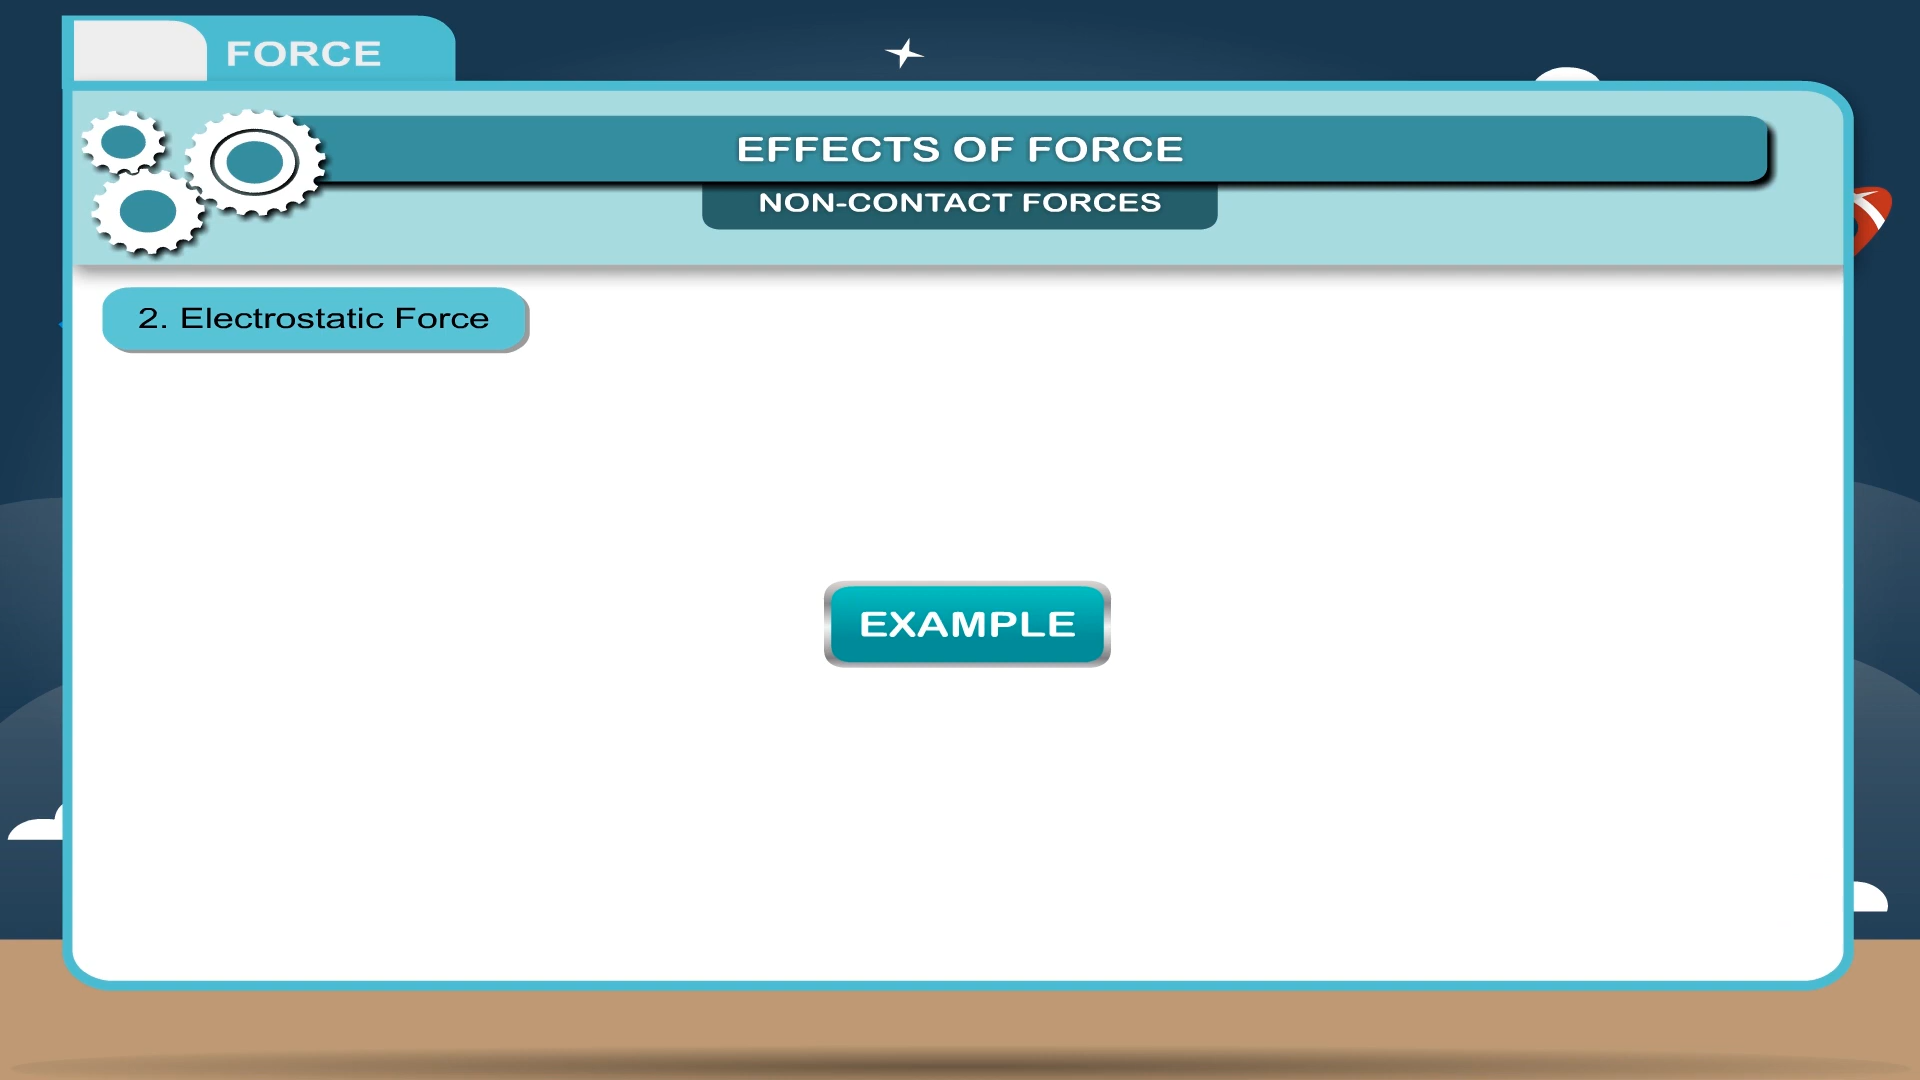 FORCE
EFFECTS OF FORCE
NON-CONTACT FORCES
2. Electrostatic Force
EXAMPLE